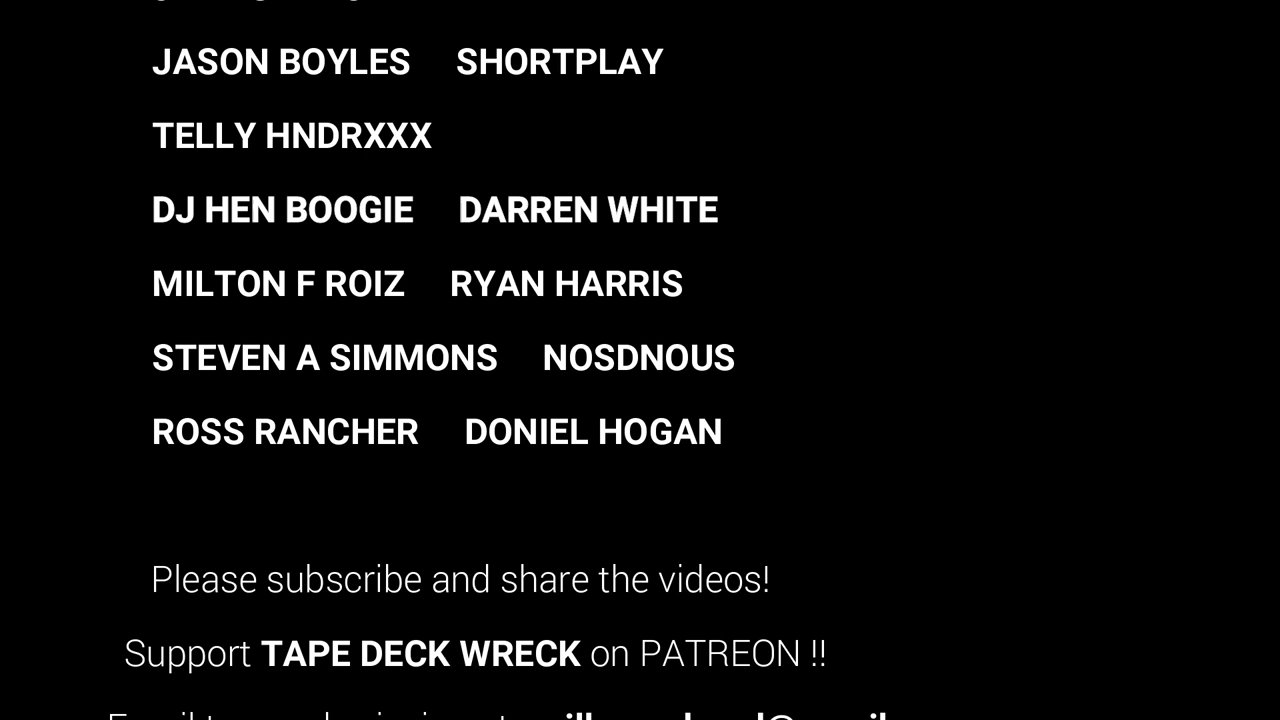 JASON BOYLES SHORTPLAY
TELLY HNDRXXX
DJ HEN BOOGIE DARREN WHITE
MILTON F ROIZ RYAN HARRIS
STEVEN A SIMMONS NOSDNOUS
ROSS RANCHER DONIEL HOGAN
Please subscribe and share the videos!
Support TAPE DECK WRECK on PATREON !!